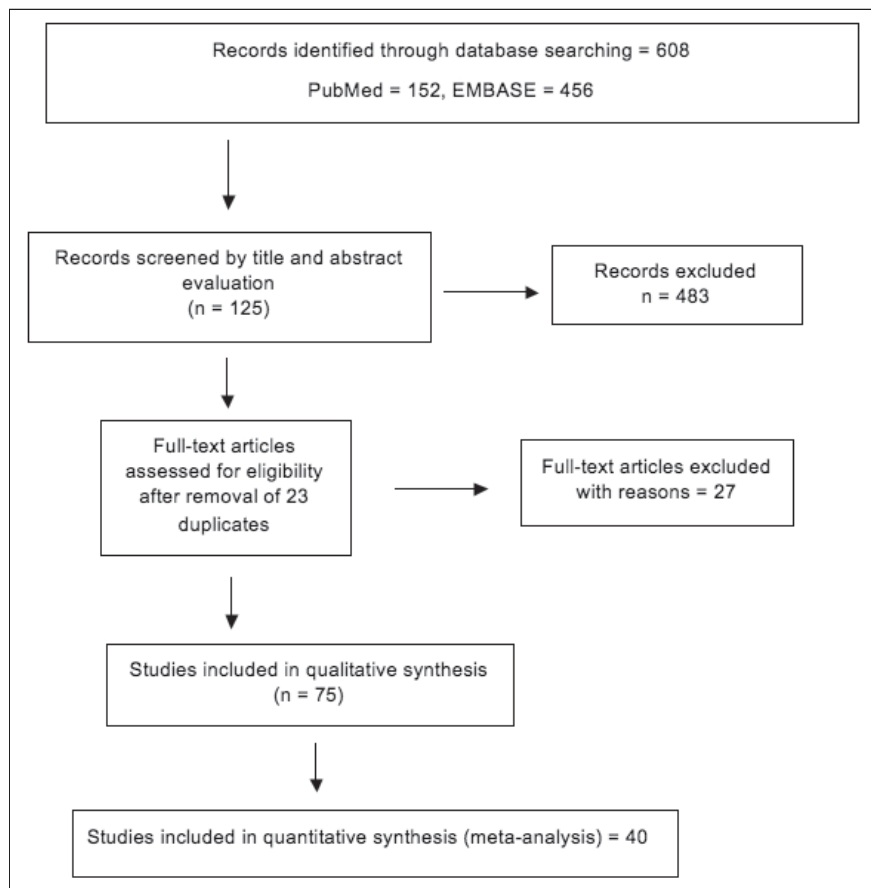 Records identified through database searching = 608
PubMed = 152, EMBASE = 456
Records screened by title and abstract
evaluation
(n = 125)
Records excluded
n = 483
Full-text articles
assessed for eligibility
after removal of 23
duplicates
Full-text articles excluded
with reasons = 27
Studies included in qualitative synthesis
(n = 75)
Studies included in quantitative synthesis (meta-analysis) = 40